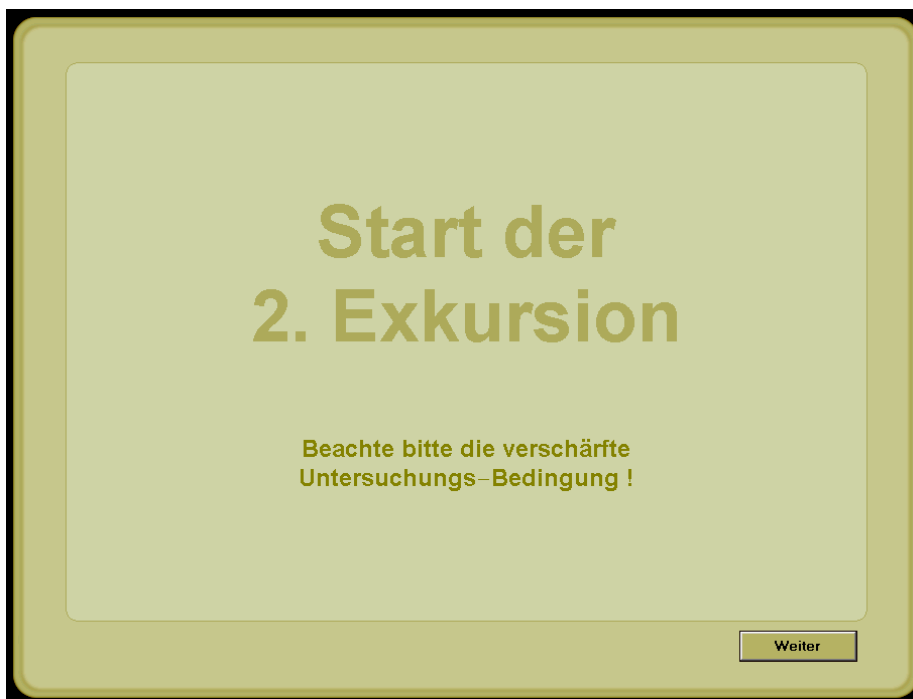 Start der
2. Exkursion
Beachte bitte die verschärfte
Untersuchungs–Bedingung !
Weiter